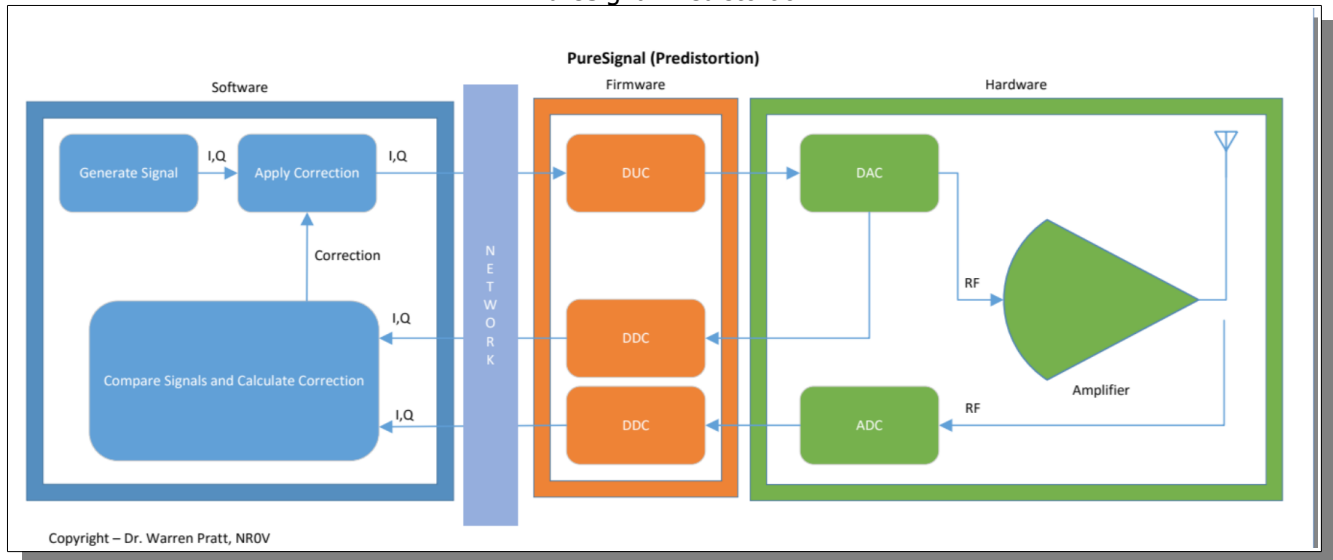 PureSignal (Predistortion)
Software
Firmware
Hardware
Generate Signal
I,Q
Apply Correction
I,Q
DUC
DAC
Correction
N
E
T
W
O
R
K
RF
I,Q
DDC
Compare Signals and Calculate Correction
Amplifier
I,Q
DDC
ADC
RF
Copyright – Dr. Warren Pratt, NR0V